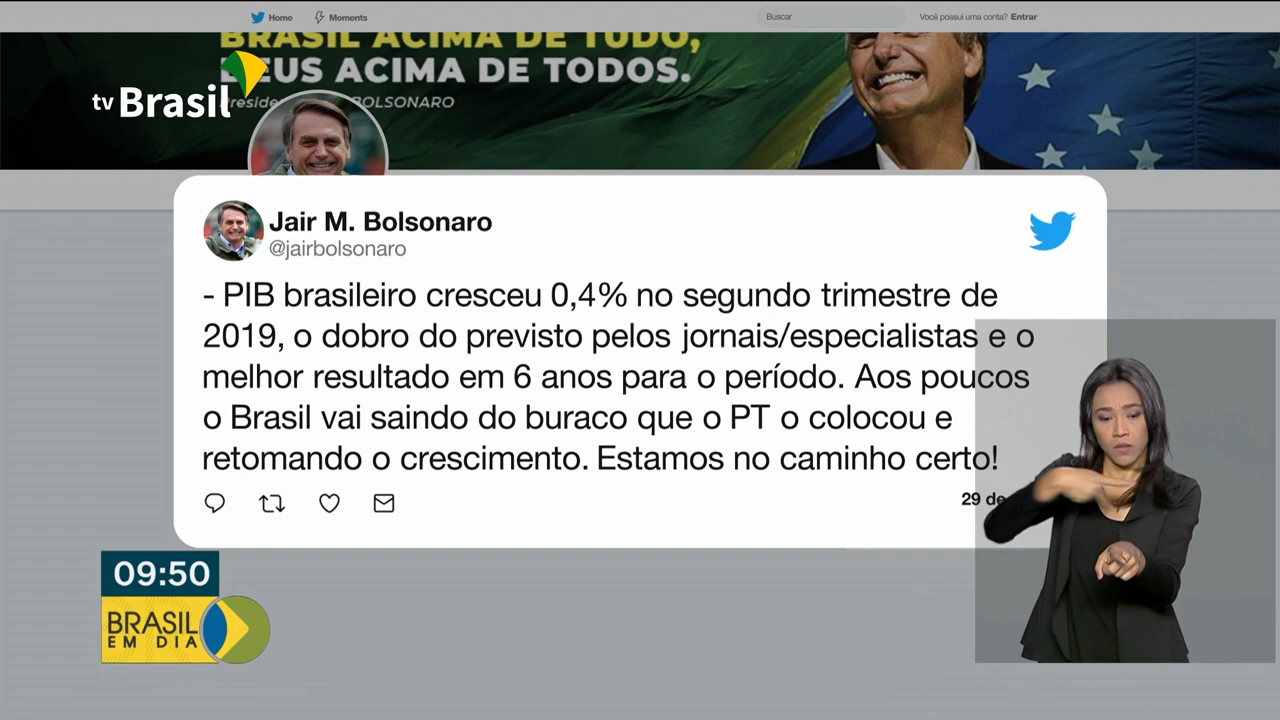 Home
Moments
Buscar
Você possui uma conta? Entrar
BRASIL ACIMA DE TUDO,
DEUS ACIMA DE TODOS.
BOLSONARO
tv Brasil
Jair M. Bolsonaro
@jairbolsonaro
- PIB brasileiro cresceu 0,4% no segundo trimestre de
2019, o dobro do previsto pelos jornais/especialistas e o
melhor resultado em 6 anos para o período. Aos poucos
o Brasil vai saindo do buraco que o PT o colocou e
retomando o crescimento. Estamos no caminho certo!
29 de
09:50
BRASIL
EM DIA